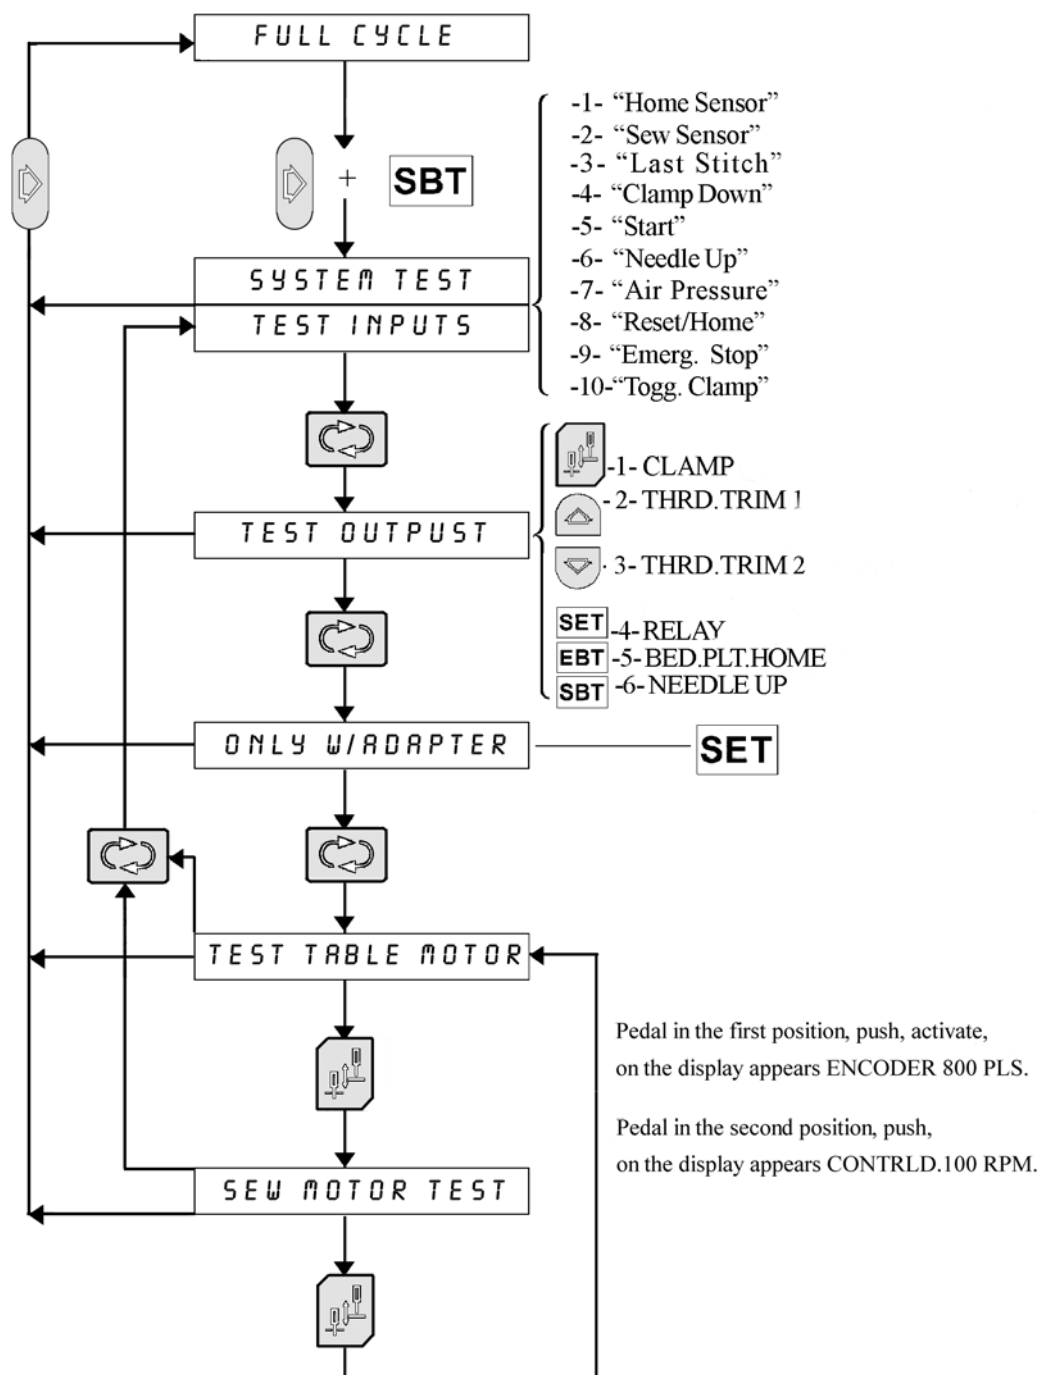 FULL CYCLE
+ SBT
SYSTEM TEST
TEST INPUTS
-1- “Home Sensor”
-2- “Sew Sensor”
-3- “Last Stitch”
-4- “Clamp Down”
-5- “Start”
-6- “Needle Up”
-7- “Air Pressure”
-8- “Reset/Home”
-9- “Emerg. Stop”
-10-“Togg. Clamp”
TEST OUTPUST
-1- CLAMP
- 2- THRD.TRIM 1
. 3- THRD.TRIM 2
SET -4- RELAY
EBT -5- BED.PLT.HOME
SBT -6- NEEDLE UP
ONLY W/ADAPTER
SET
TEST TABLE MOTOR
Pedal in the first position, push, activate,
on the display appears ENCODER 800 PLS.
Pedal in the second position, push,
on the display appears CONTRLD.100 RPM.
SEW MOTOR TEST